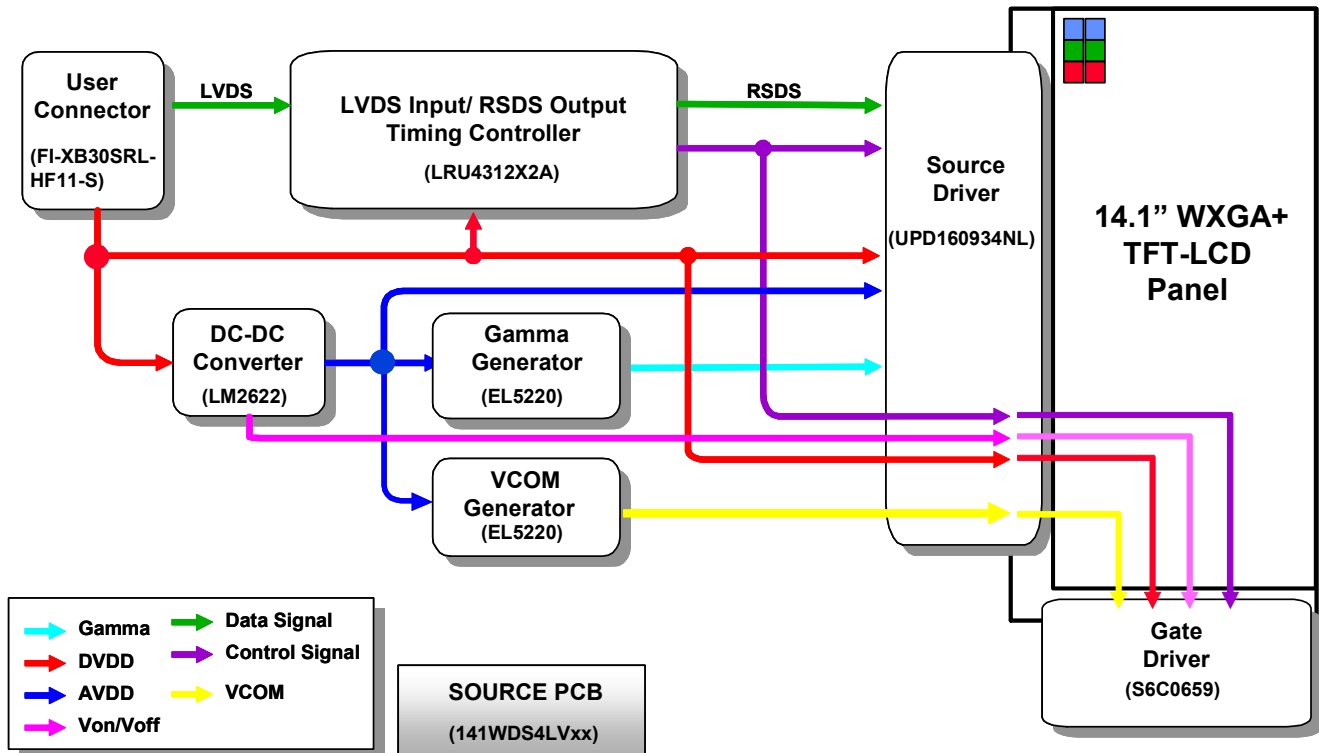 User
Connector
(FI-XB30SRL-
HF11-S)
LVDS
LVDS Input/ RSDS Output
Timing Controller
(LRU4312X2A)
RSDS
Source
Driver
(UPD160934NL)
14.1” WXGA+
TFT-LCD
Panel
DC-DC
Converter
(LM2622)
Gamma
Generator
(EL5220)
VCOM
Generator
(EL5220)
Gate
Driver
(S6C0659)
Gamma
DVDD
AVDD
Von/Voff
Data Signal
Control Signal
VCOM
SOURCE PCB
(141WDS4LVxx)